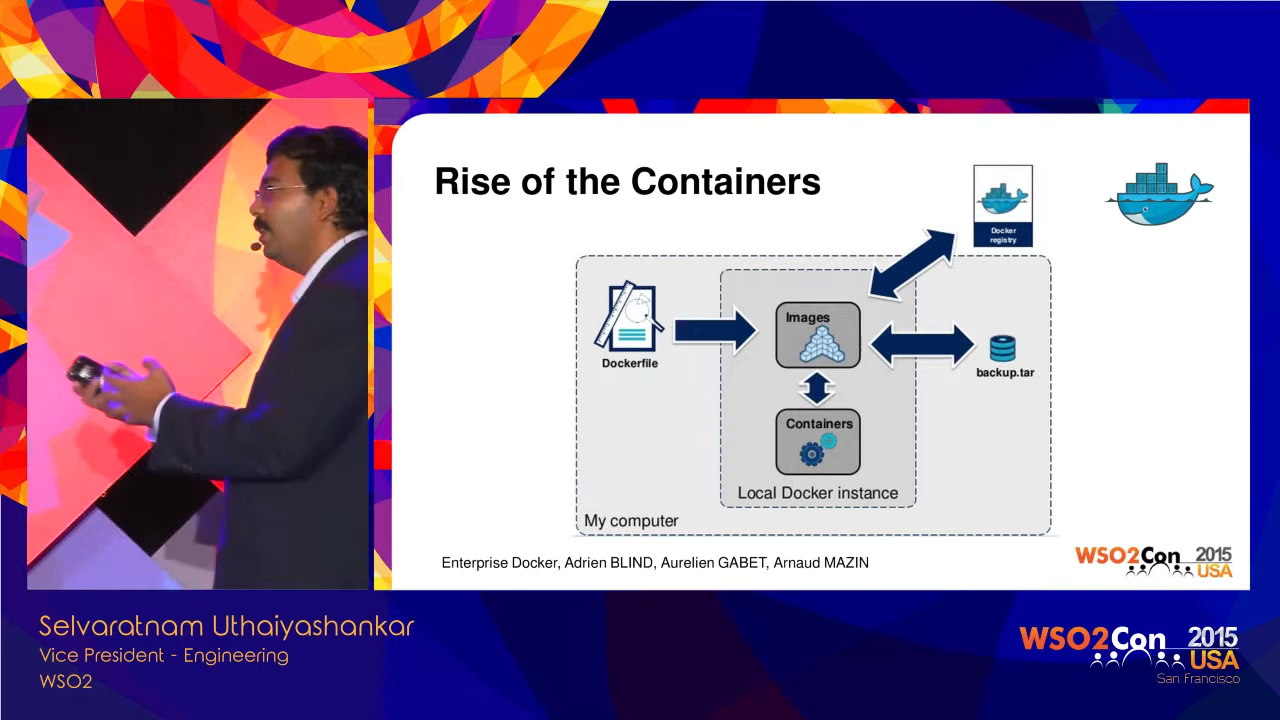 Rise of the Containers
Docker
registry
Images
Dockerfile
backup.tar
Containers
Local Docker instance
My computer
Enterprise Docker, Adrien BLIND, Aurelien GABET, Arnaud MAZIN
WSO2Con 2015
USA
Selvaratnam Uthaiyashankar
Vice President - Engineering
WSO2
WSO2Con 2015
USA
San Francisco